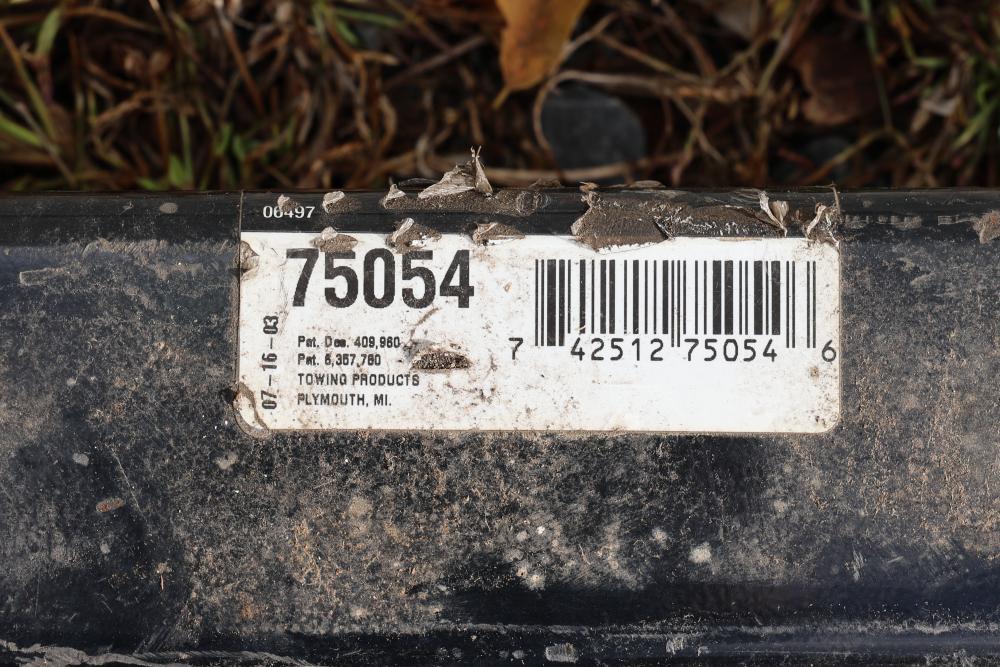 06497
75054
07-16-03
Pat. Des. 409,960
Pat. 6,357,780
TOWING PRODUCTS
PLYMOUTH, MI.
7 42512 75054 6